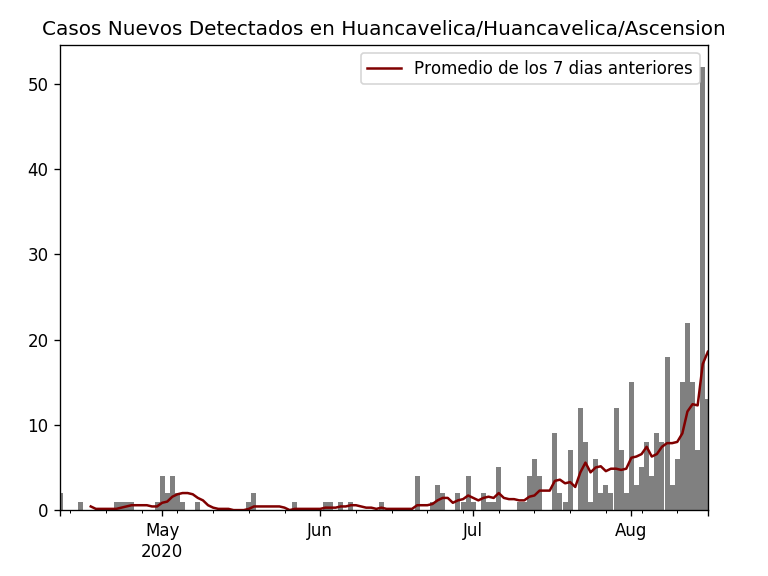 Casos Nuevos Detectados en Huancavelica/Huancavelica/Ascension
Promedio de los 7 dias anteriores
50
40
30
20
10
0
May
2020
Jun
Jul
Aug